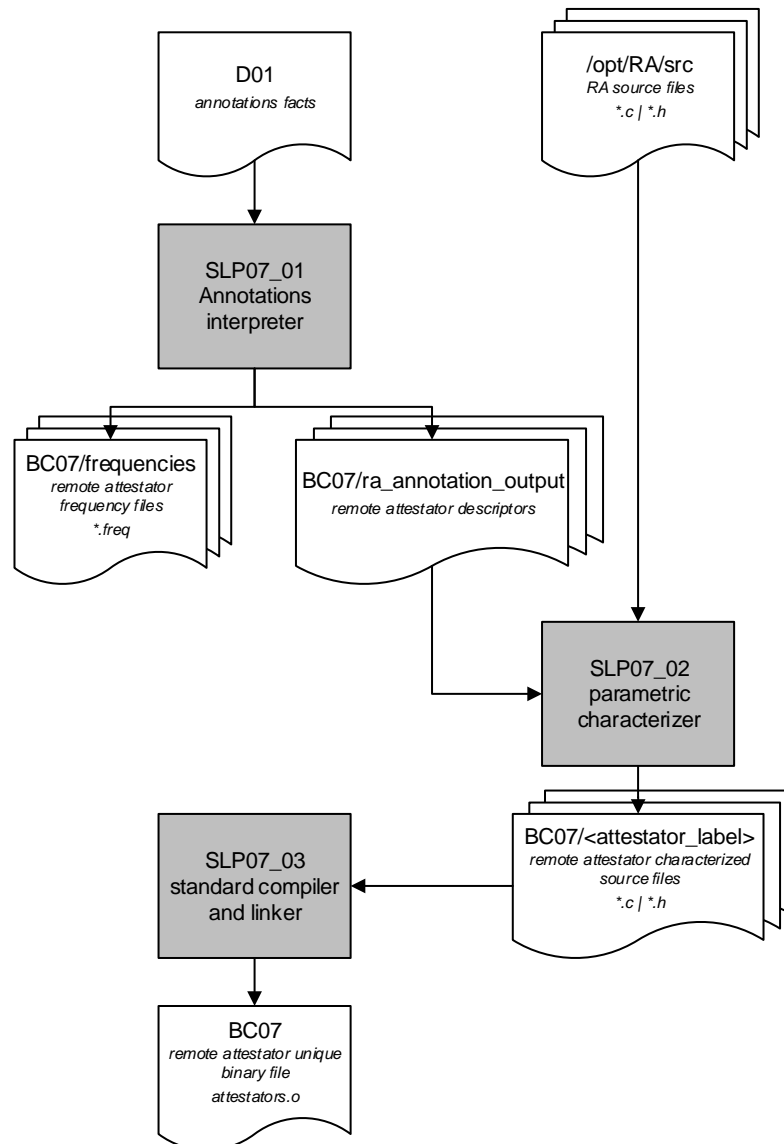 D01
annotations facts
/opt/RA/src
RA source files
*.c | *.h
SLP07_01
Annotations
interpreter
BC07/frequencies
remote attestator
frequency files
*.freq
BC07/ra_annotation_output
remote attestator descriptors
SLP07_02
parametric
characterizer
BC07/<attestator_label>
remote attestator characterized
source files
*.c | *.h
SLP07_03
standard compiler
and linker
BC07
remote attestator unique
binary file
attestators.o